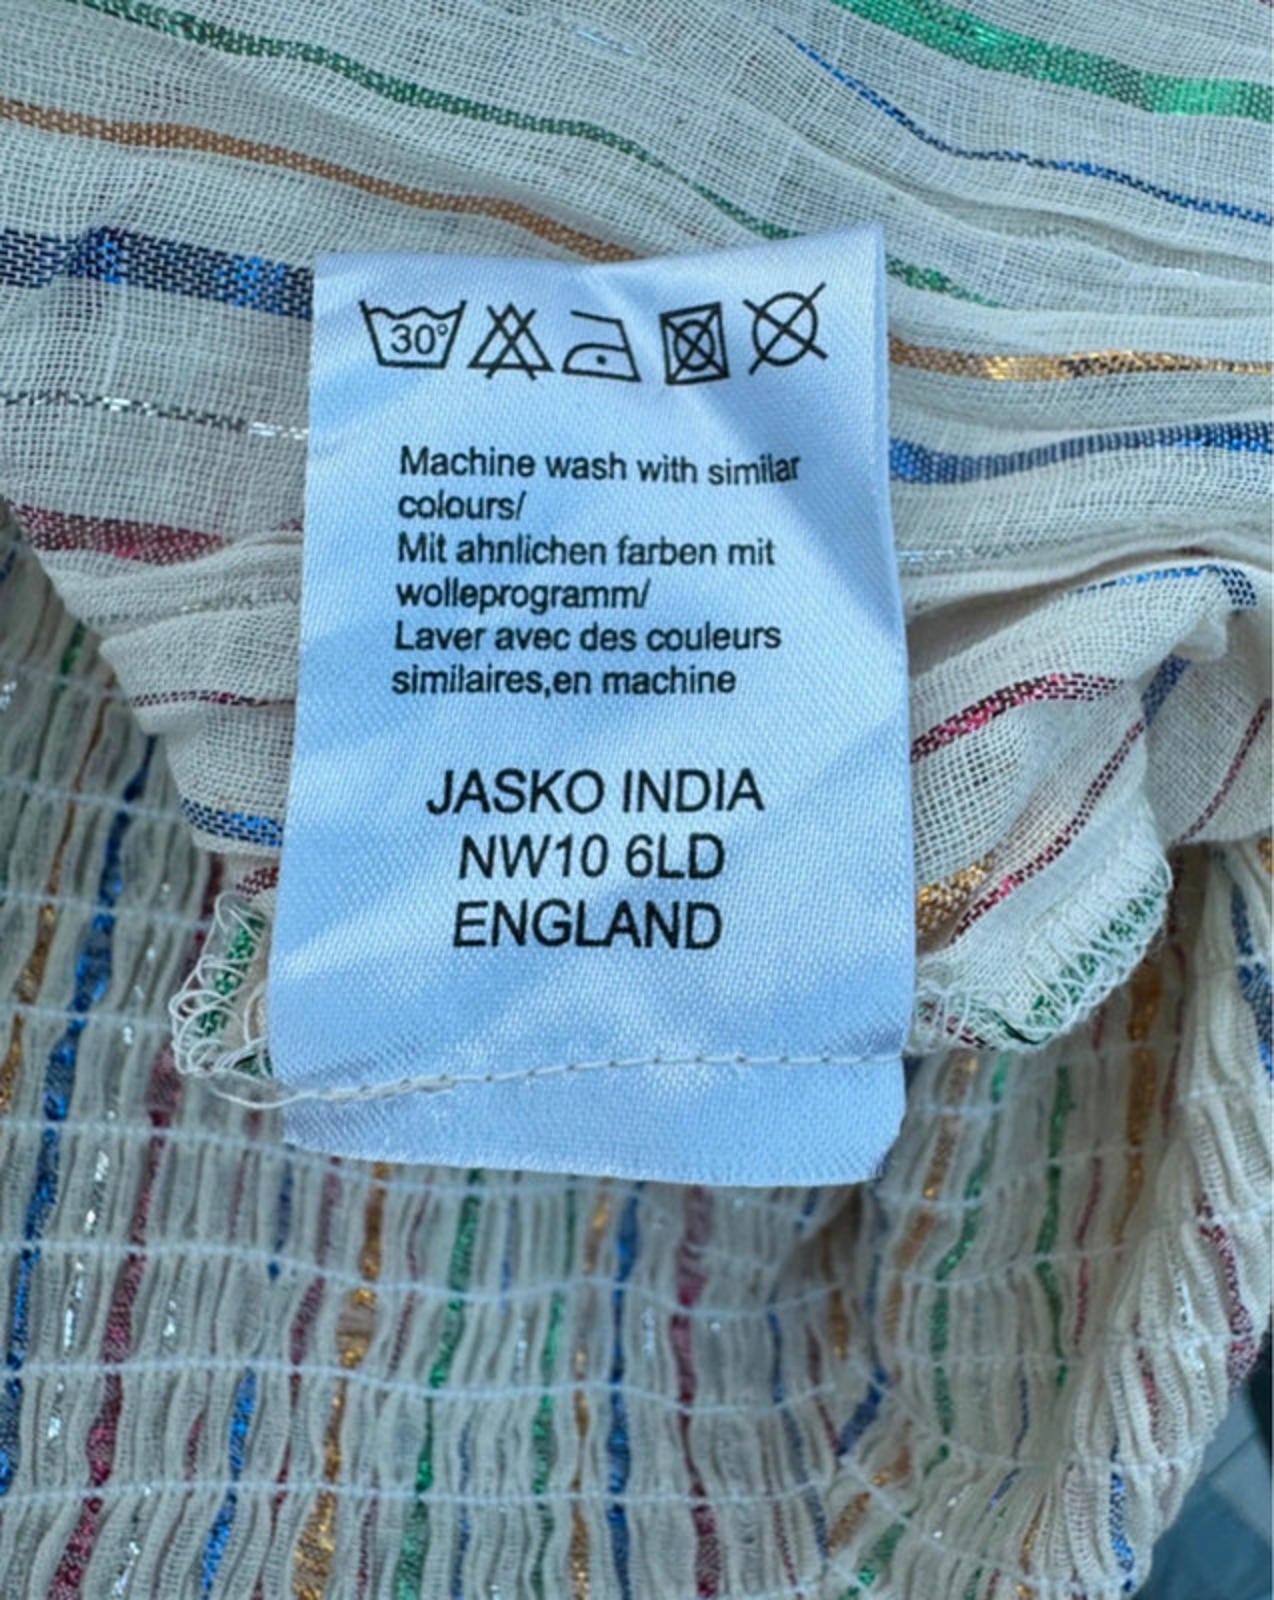 30°
Machine wash with similar
colours/
Mit ahnlichen farben mit
wolleprogramm/
Laver avec des couleurs
similaires,en machine
JASKO INDIA
NW10 6LD
ENGLAND